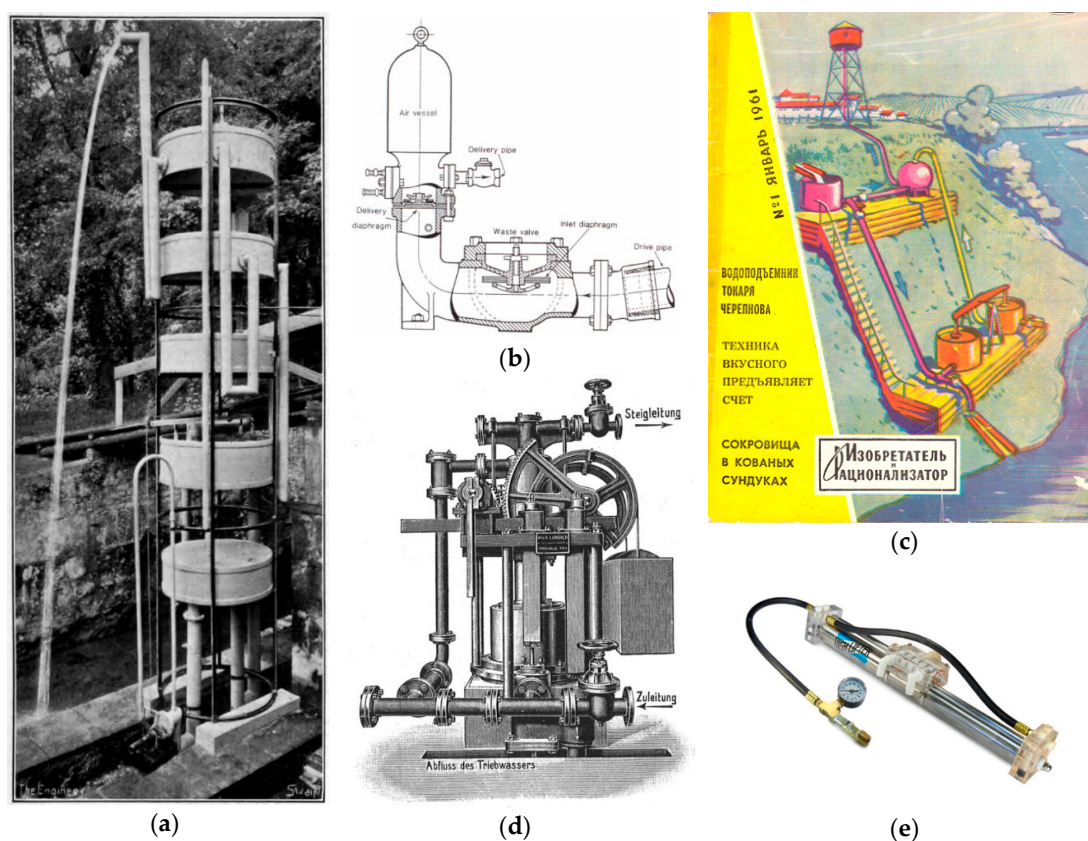 The Engineer
Swain
(a)
Air vessel
Delivery pipe
Delivery
diaphragm
Waste valve
Inlet diaphragm
Drive pipe
(b)
№1 ЯНВАРЬ 1961
ВОДОПОДЪЕМНИК
ТОКАРЯ
ЧЕРЕПНОВА
ТЕХНИКА
ВКУСНОГО
ПРЕДЪЯВЛЯЕТ
СЧЕТ
СОКРОВИЩА
В КОВАНЫХ
СУНДУКАХ
ИЗОБРЕТАТЕЛЬ
И
РАЦИОНАЛИЗАТОР
(c)
Steigleitung
Zuleitung
Abfluss des Triebwassers
(d)
(e)